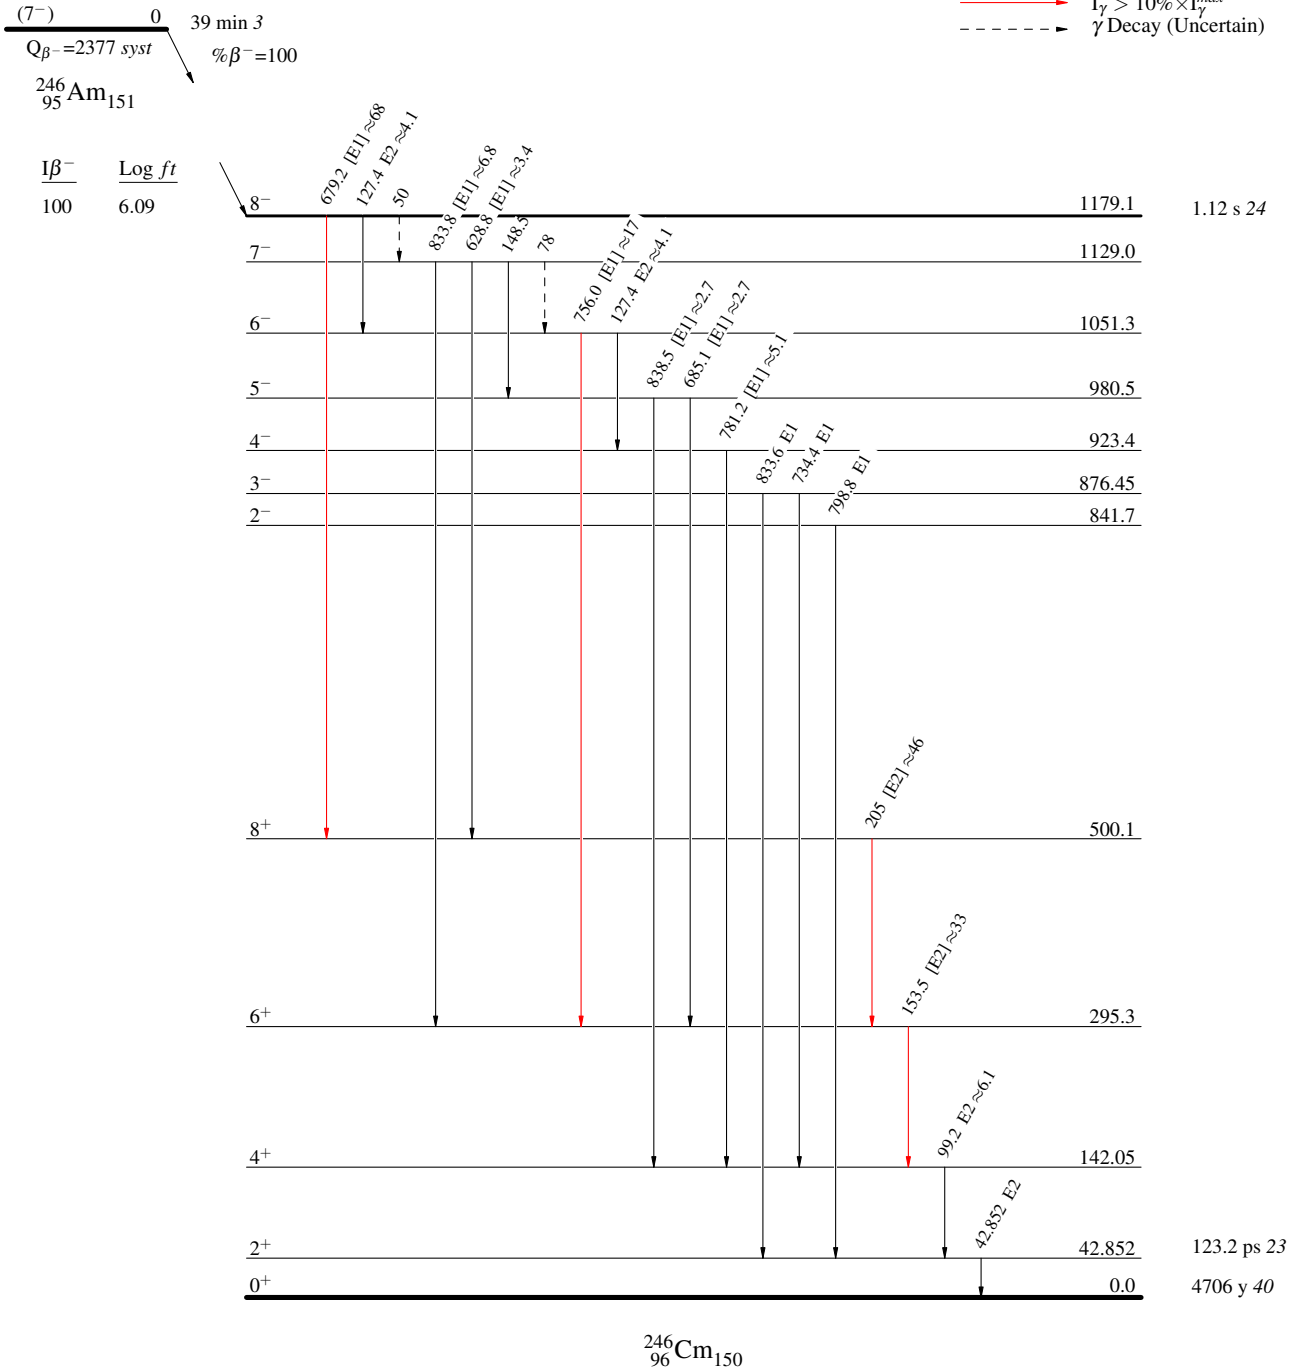 (7⁻) 0 39 min 3
Q_β⁻=2377 syst
%β⁻=100
²⁴⁶₉₅Am₁₅₁
I_γ > 10%×I_γ^max
γ Decay (Uncertain)
Iβ⁻ Log ft
100 6.09
679.2 [E1] ≈68
127.4 E2 ≈4.1
50
833.8 [E1] ≈6.8
628.8 [E1] ≈3.4
148.5
78
756.0 [E1] ≈17
127.4 E2 ≈4.1
838.5 [E1] ≈2.7
685.1 [E1] ≈2.7
781.2 [E1] ≈5.1
833.6 E1
734.4 E1
798.8 E1
205 [E2] ≈46
153.5 [E2] ≈33
99.2 E2 ≈6.1
42.852 E2
8⁻ 1179.1 1.12 s 24
7⁻ 1129.0
6⁻ 1051.3
5⁻ 980.5
4⁻ 923.4
3⁻ 876.45
2⁻ 841.7
8⁺ 500.1
6⁺ 295.3
4⁺ 142.05
2⁺ 42.852 123.2 ps 23
0⁺ 0.0 4706 y 40
²⁴⁶₉₆Cm₁₅₀